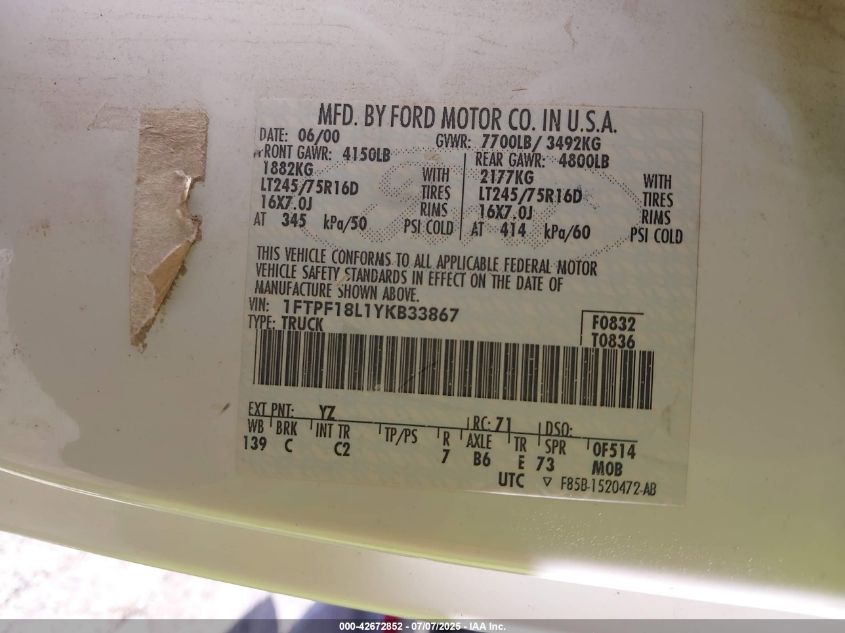 MFD. BY FORD MOTOR CO. IN U.S.A.
DATE: 06/00 GVWR: 7700LB/ 3492KG
FRONT GAWR: 4150LB REAR GAWR: 4800LB
1882KG WITH 2177KG WITH
LT245/75R16D TIRES LT245/75R16D TIRES
16X7.0J RIMS 16X7.0J RIMS
AT 345 kPa/50 PSI COLD AT 414 kPa/60 PSI COLD
THIS VEHICLE CONFORMS TO ALL APPLICABLE FEDERAL MOTOR
VEHICLE SAFETY STANDARDS IN EFFECT ON THE DATE OF
MANUFACTURE SHOWN ABOVE.
VIN: 1FTPF18L1YKB33867
TYPE: TRUCK
F0832
T0836
EXT PNT: YZ RC: 71 DSO:
WB BRK INT TR TP/PS R AXLE TR SPR 0F514
139 C C2 7 B6 E 73 MOB
UTC ▽ F85B-1520472-AB
000-42672852 - 07/07/2025 - IAA Inc.